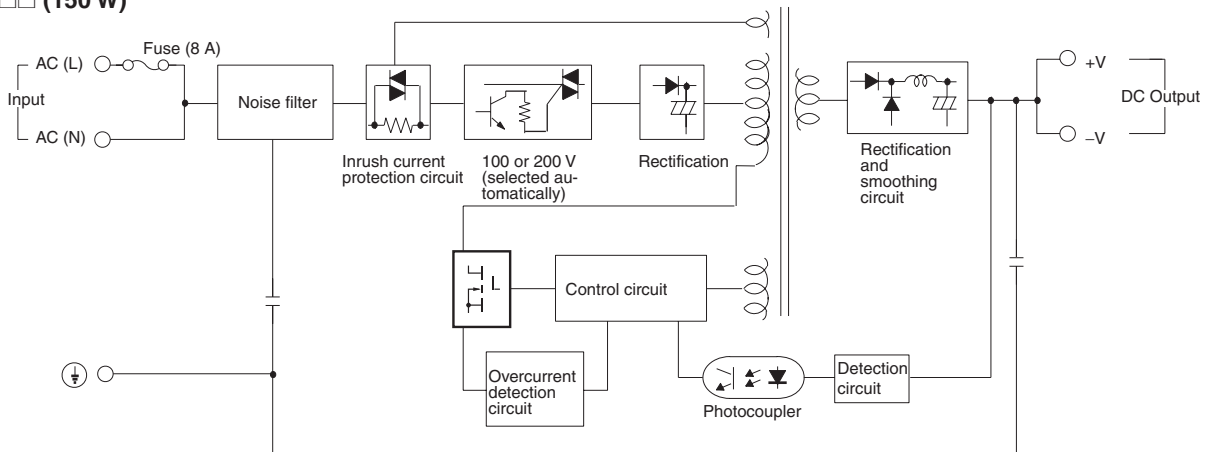 □□ (150 W)
Fuse (8 A)
AC (L)
Input
AC (N)
Noise filter
Inrush current
protection circuit
100 or 200 V
(selected au-
tomatically)
Rectification
Rectification
and
smoothing
circuit
+V
DC Output
–V
Control circuit
Overcurrent
detection
circuit
Photocoupler
Detection
circuit